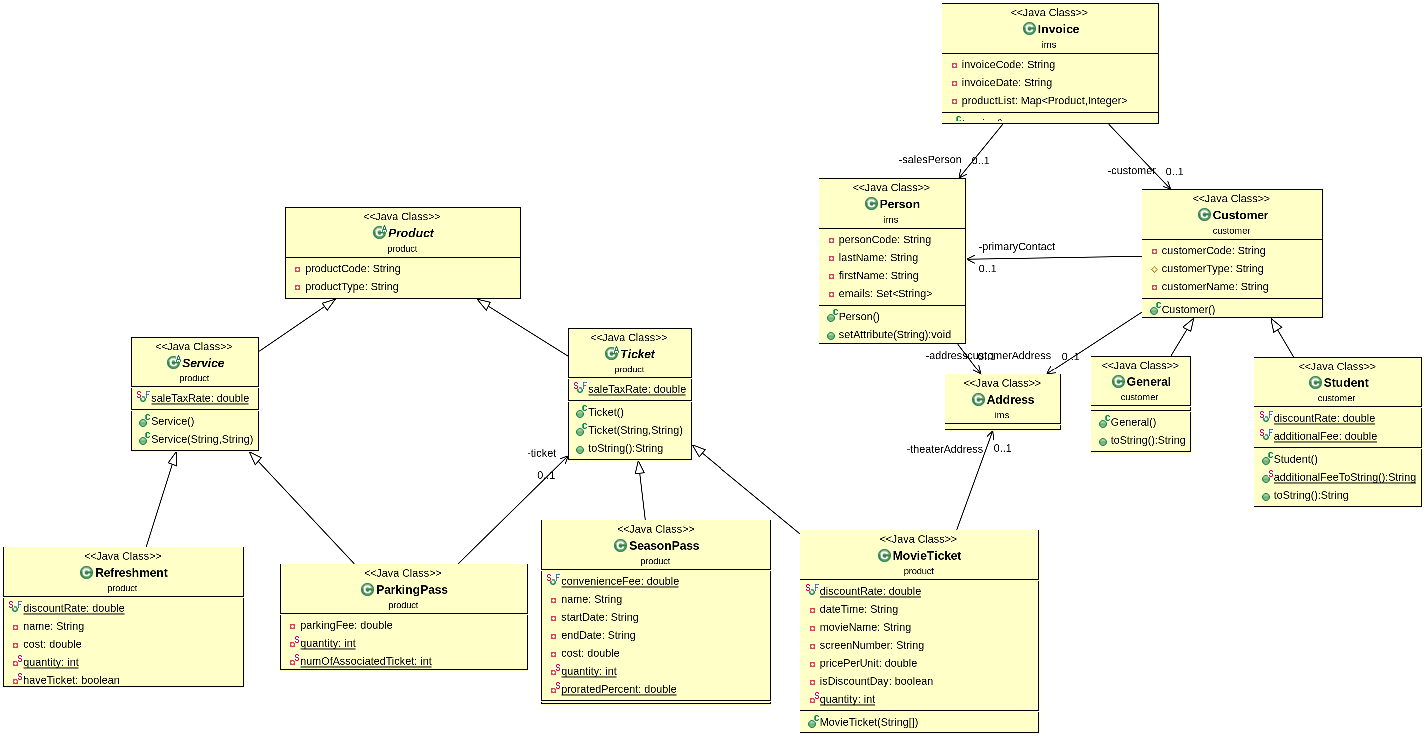 <<Java Class>>
Invoice
ims
invoiceCode: String
invoiceDate: String
productList: Map<Product,Integer>
-salesPerson
0..1
-customer
0..1
<<Java Class>>
Person
ims
personCode: String
lastName: String
firstName: String
emails: Set<String>
Person()
setAttribute(String):void
<<Java Class>>
Customer
customer
customerCode: String
customerType: String
customerName: String
Customer()
-primaryContact
0..1
<<Java Class>>
Product
product
productCode: String
productType: String
<<Java Class>>
Service
product
saleTaxRate: double
Service()
Service(String,String)
<<Java Class>>
Ticket
product
saleTaxRate: double
Ticket()
Ticket(String,String)
toString():String
-address
0..1
-customerAddress
0..1
<<Java Class>>
Address
ims
<<Java Class>>
General
customer
General()
toString():String
<<Java Class>>
Student
customer
discountRate: double
additionalFee: double
Student()
additionalFeeToString():String
toString():String
-ticket
0..1
-theaterAddress
0..1
<<Java Class>>
Refreshment
product
discountRate: double
name: String
cost: double
quantity: int
haveTicket: boolean
<<Java Class>>
ParkingPass
product
parkingFee: double
quantity: int
numOfAssociatedTicket: int
<<Java Class>>
SeasonPass
product
convenienceFee: double
name: String
startDate: String
endDate: String
cost: double
quantity: int
proratedPercent: double
<<Java Class>>
MovieTicket
product
discountRate: double
dateTime: String
movieName: String
screenNumber: String
pricePerUnit: double
isDiscountDay: boolean
quantity: int
MovieTicket(String[])